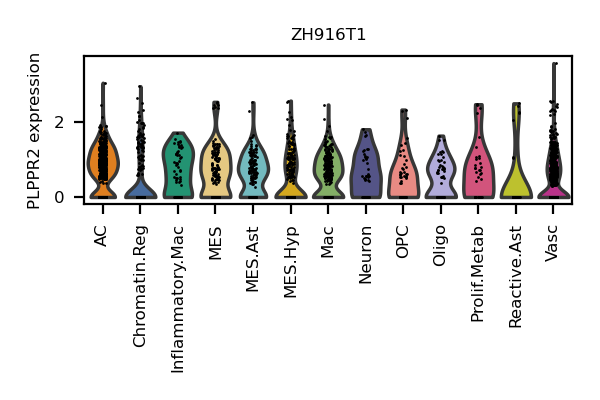 ZH916T1
PLPPR2 expression
2
0
AC
Chromatin.Reg
Inflammatory.Mac
MES
MES.Ast
MES.Hyp
Mac
Neuron
OPC
Oligo
Prolif.Metab
Reactive.Ast
Vasc